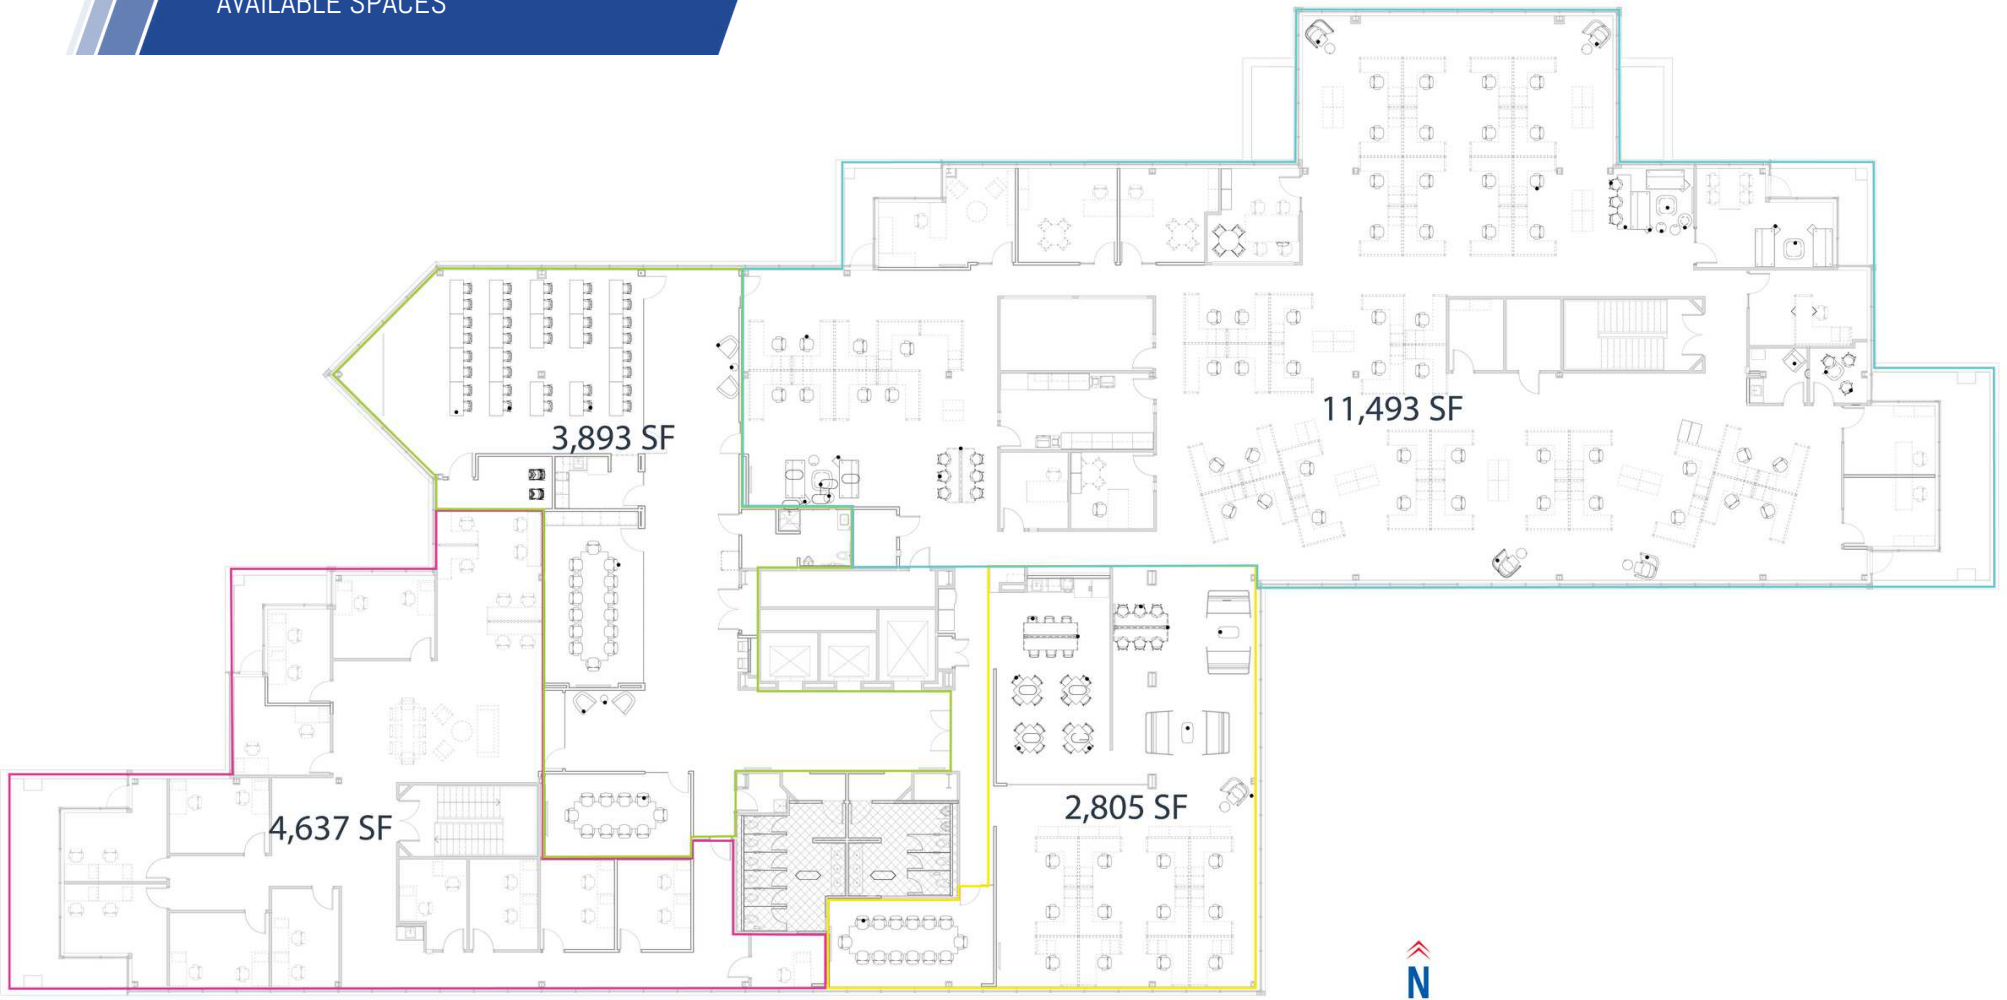 AVAILABLE SPACES
3,893 SF
11,493 SF
4,637 SF
2,805 SF
N